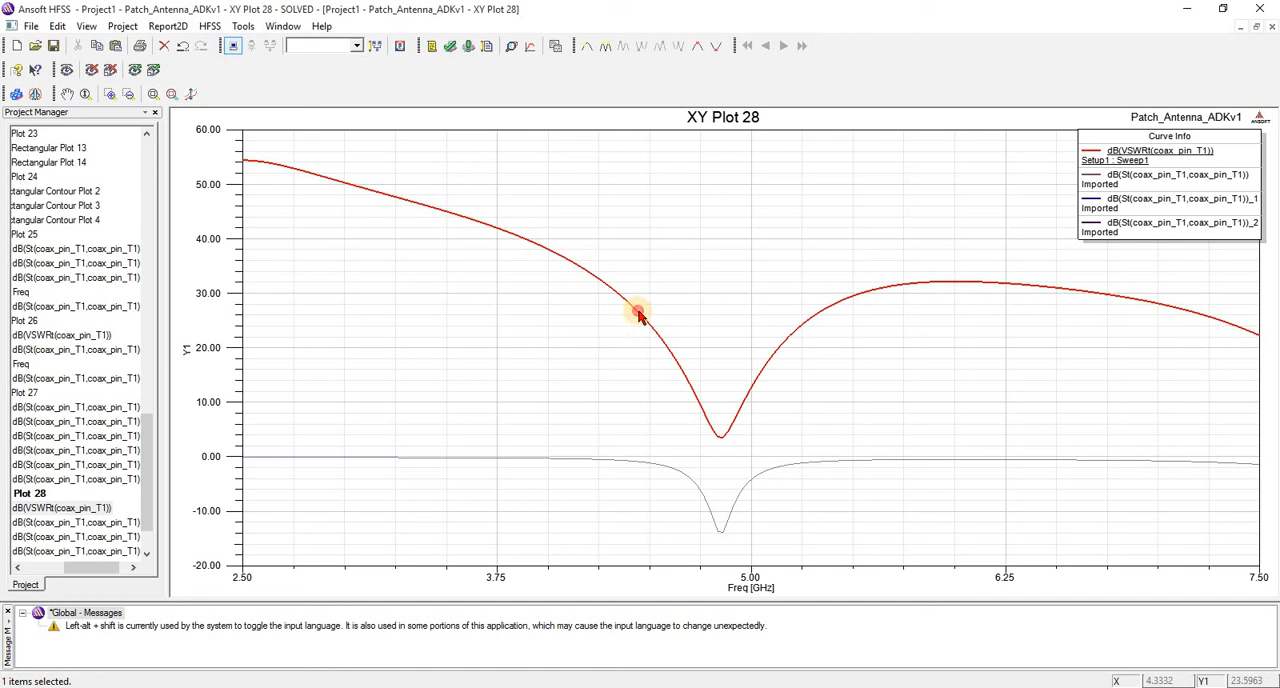 Ansoft HFSS - Project1 - Patch_Antenna_ADKv1 - XY Plot 28 - SOLVED - [Project1 - Patch_Antenna_ADKv1 - XY Plot 28]
File Edit View Project Report2D HFSS Tools Window Help
Project Manager
Plot 23
Rectangular Plot 13
Rectangular Plot 14
Plot 24
ctangular Contour Plot 2
ctangular Contour Plot 3
ctangular Contour Plot 4
Plot 25
dB(St(coax_pin_T1,coax_pin_T1)
dB(St(coax_pin_T1,coax_pin_T1)
dB(St(coax_pin_T1,coax_pin_T1)
Freq
dB(St(coax_pin_T1,coax_pin_T1)
Plot 26
dB(VSWRt(coax_pin_T1))
dB(St(coax_pin_T1,coax_pin_T1)
Freq
dB(St(coax_pin_T1,coax_pin_T1)
Plot 27
dB(St(coax_pin_T1,coax_pin_T1)
dB(St(coax_pin_T1,coax_pin_T1)
dB(St(coax_pin_T1,coax_pin_T1)
dB(St(coax_pin_T1,coax_pin_T1)
dB(St(coax_pin_T1,coax_pin_T1)
dB(St(coax_pin_T1,coax_pin_T1)
Plot 28
dB(VSWRt(coax_pin_T1))
dB(St(coax_pin_T1,coax_pin_T1)
dB(St(coax_pin_T1,coax_pin_T1)
dB(St(coax_pin_T1,coax_pin_T1)
Project
XY Plot 28
Patch_Antenna_ADKv1
ANSOFT
Curve Info
dB(VSWRt(coax_pin_T1))
Setup1 : Sweep1
dB(St(coax_pin_T1,coax_pin_T1))
Imported
dB(St(coax_pin_T1,coax_pin_T1))_1
Imported
dB(St(coax_pin_T1,coax_pin_T1))_2
Imported
60.00
50.00
40.00
30.00
20.00
10.00
0.00
-10.00
-20.00
Y1
2.50 3.75 5.00 6.25 7.50
Freq [GHz]
Message M
*Global - Messages
Left-alt + shift is currently used by the system to toggle the input language. It is also used in some portions of this application, which may cause the input language to change unexpectedly.
1 items selected.
X 4.3332 Y1 23.5963